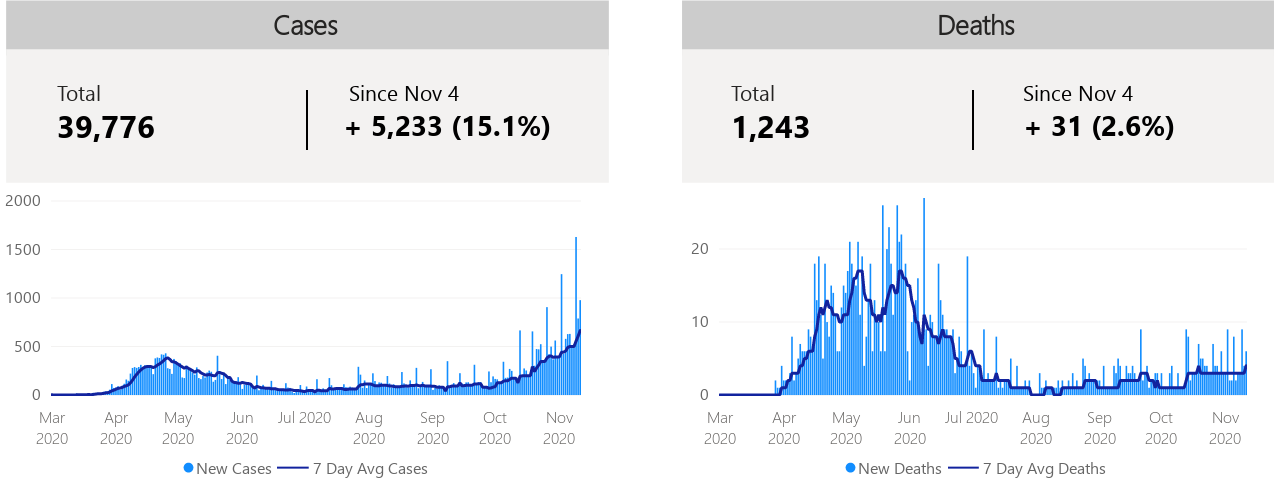 Cases
Total
39,776
Since Nov 4
+ 5,233 (15.1%)
2000
1500
1000
500
0
Mar 2020
Apr 2020
May 2020
Jun 2020
Jul 2020
Aug 2020
Sep 2020
Oct 2020
Nov 2020
New Cases
7 Day Avg Cases
Deaths
Total
1,243
Since Nov 4
+ 31 (2.6%)
20
10
0
Mar 2020
Apr 2020
May 2020
Jun 2020
Jul 2020
Aug 2020
Sep 2020
Oct 2020
Nov 2020
New Deaths
7 Day Avg Deaths